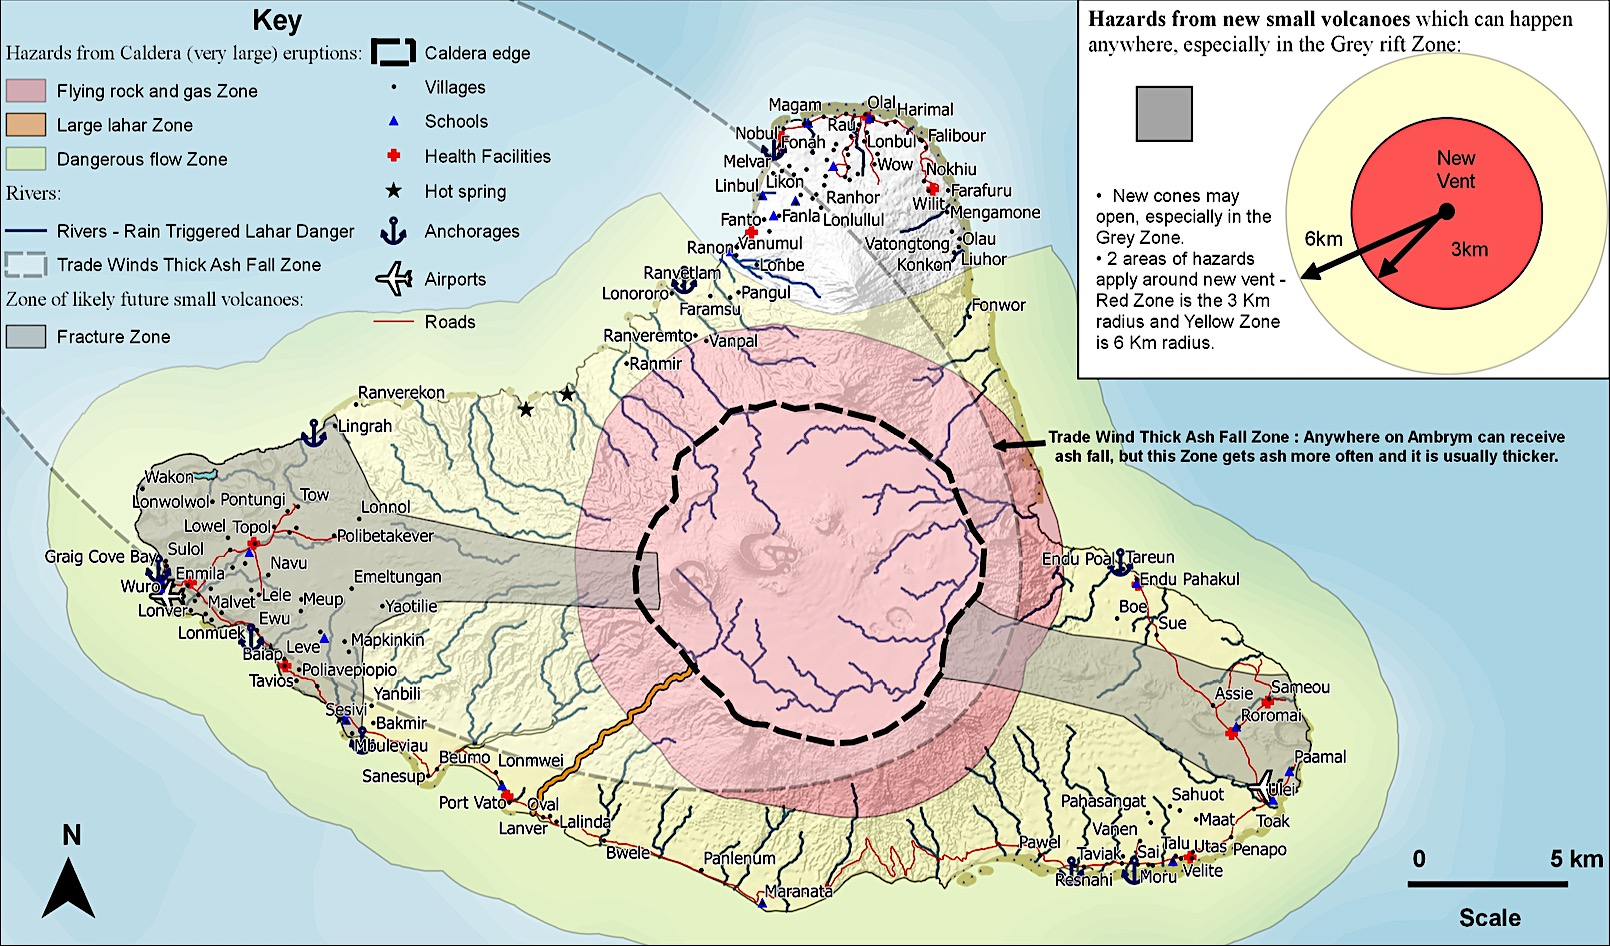 Key
Hazards from Caldera (very large) eruptions:
Flying rock and gas Zone
Large lahar Zone
Dangerous flow Zone
Rivers:
Rivers - Rain Triggered Lahar Danger
Trade Winds Thick Ash Fall Zone
Zone of likely future small volcanoes:
Fracture Zone
Caldera edge
Villages
Schools
Health Facilities
Hot spring
Anchorages
Airports
Roads
Hazards from new small volcanoes which can happen
anywhere, especially in the Grey rift Zone:
• New cones may
open, especially in the
Grey Zone.
• 2 areas of hazards
apply around new vent -
Red Zone is the 3 Km
radius and Yellow Zone
is 6 Km radius.
New
Vent
6km
3km
Magam
Olal
Harimal
Nobul
Fonah
Rau
Lonbul
Falibour
Melvar
Wow
Nokhiu
Linbul
Likon
Ranhor
Farafuru
Wilit
Fanto
Fanla
Lonlullul
Mengamone
Ranon
Vanumul
Vatongtong
Olau
Lonbe
Konkon
Liuhor
Ranvetlam
Lonororo
Pangul
Faramsu
Fonwor
Ranveremto
Vanpal
Ranmir
Ranverekon
Lingrah
Trade Wind Thick Ash Fall Zone : Anywhere on Ambrym can receive
ash fall, but this Zone gets ash more often and it is usually thicker.
Wakon
Lonwolwol
Pontungi
Tow
Lonnol
Lowel
Topol
Polibetakever
Graig Cove Bay
Sulol
Navu
Wuro
Enmila
Emeltungan
Lonver
Malvet
Lele
Meup
Yaotilie
Lonmuek
Ewu
Baiap
Leve
Mapkinkin
Tavios
Poliavepiopio
Yanbili
Sesivi
Bakmir
Mbuleviau
Sanesup
Beumo
Lonmwei
Port Vato
Oval
Lanver
Lalinda
Bwele
Panlenum
Maranata
Endu Poal
Tareun
Endu Pahakul
Boe
Sue
Assie
Sameou
Roromai
Paamal
Ulei
Pahasangat
Sahuot
Vanen
Maat
Toak
Pawel
Taviak
Sai
Talu
Utas
Penapo
Resnahi
Moru
Velite
N
0
5 km
Scale